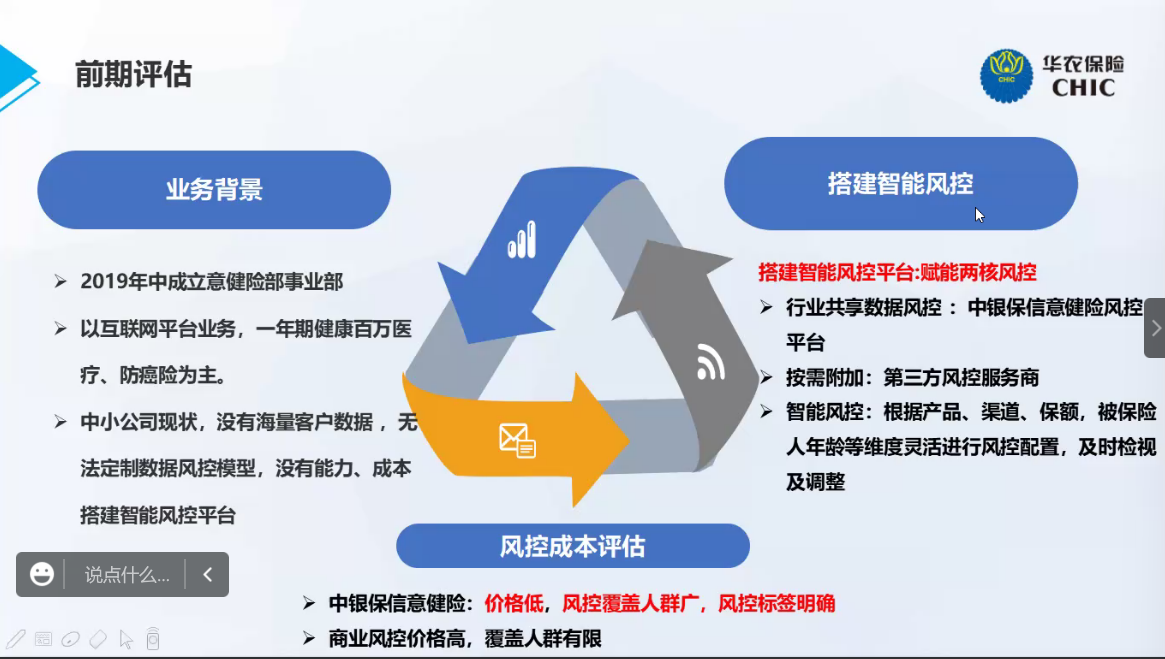 前期评估
华农保险
CHIC
CHIC
业务背景
2019年中成立意健险部事业部
以互联网平台业务，一年期健康百万医
疗、防癌险为主。
中小公司现状，没有海量客户数据 ，无
法定制数据风控模型，没有能力、成本
搭建智能风控平台
搭建智能风控
搭建智能风控平台:赋能两核风控
行业共享数据风控 ：中银保信意健险风控
平台
按需附加：第三方风控服务商
智能风控：根据产品、渠道、保额，被保险
人年龄等维度灵活进行风控配置，及时检视
及调整
风控成本评估
中银保信意健险：价格低，风控覆盖人群广，风控标签明确
商业风控价格高，覆盖人群有限
说点什么...